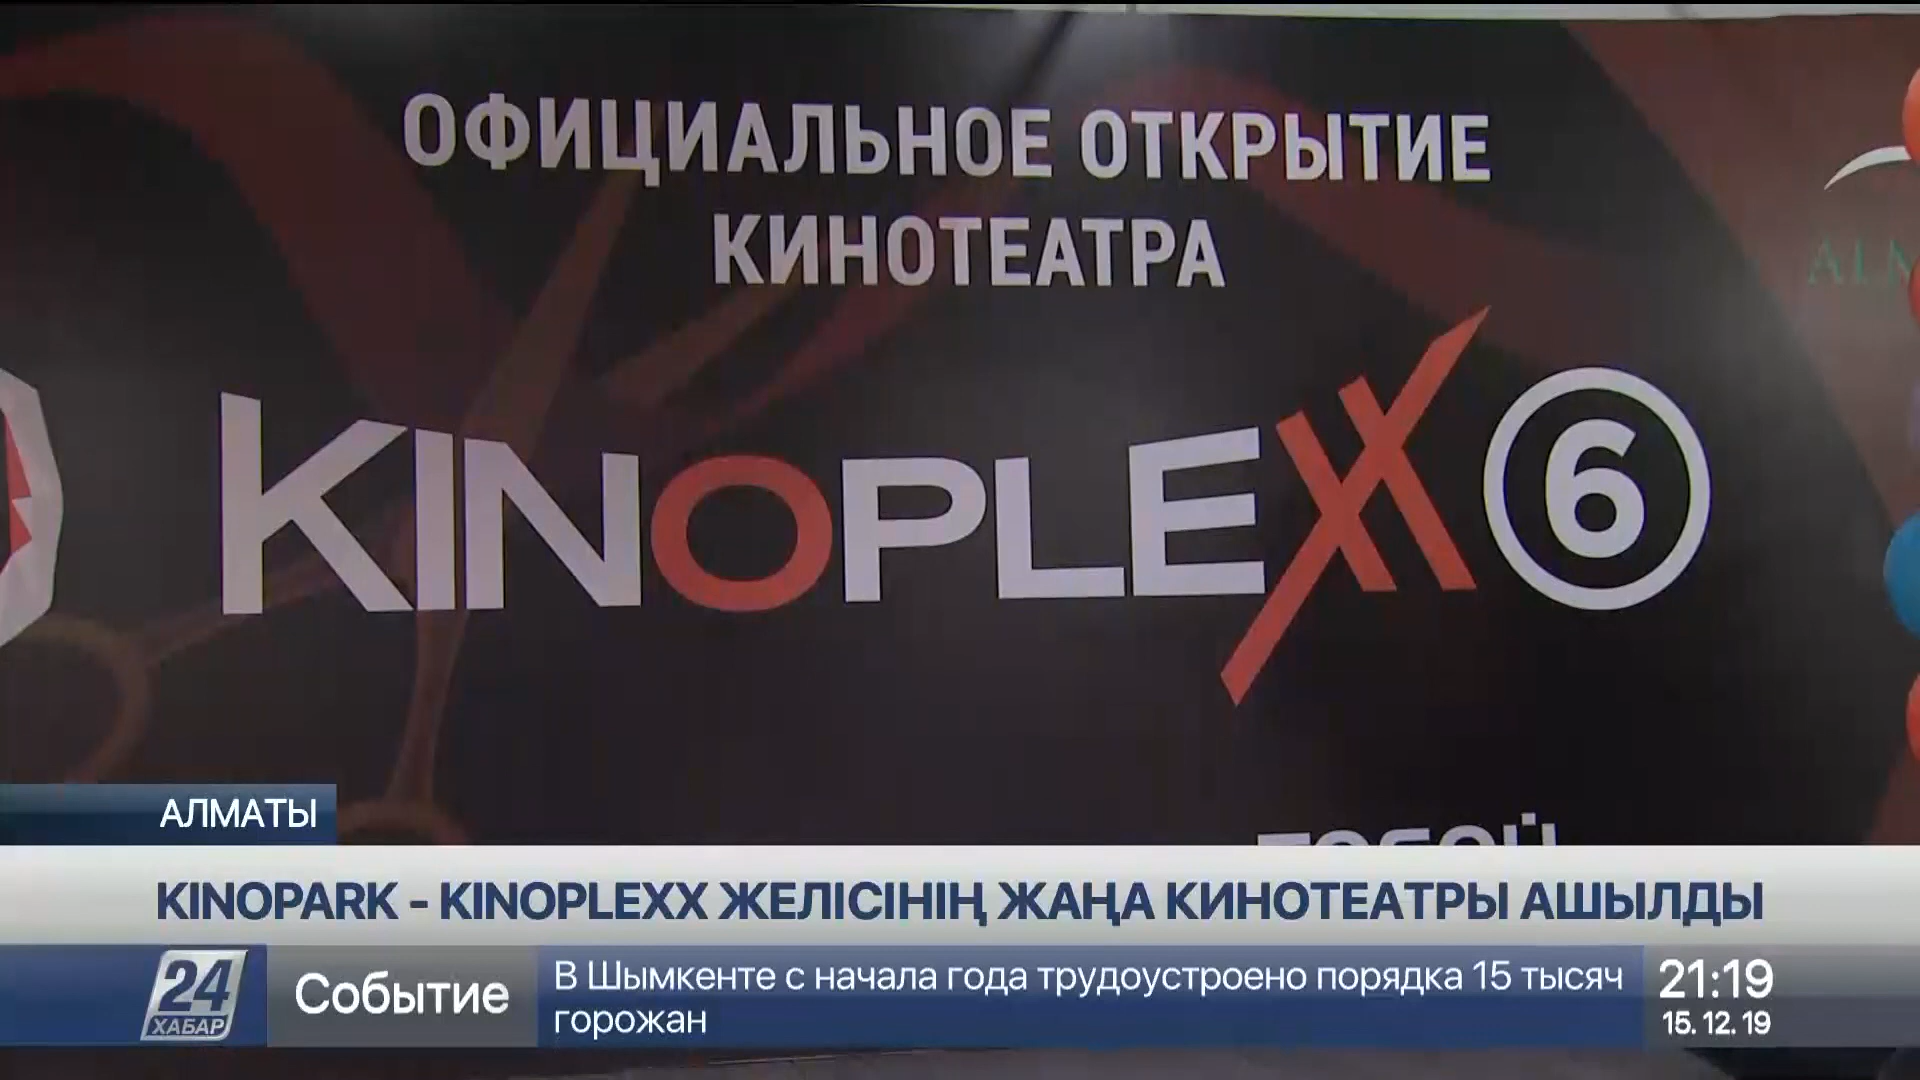 ОФИЦИАЛЬНОЕ ОТКРЫТИЕ
КИНОТЕАТРА
KINOPLEXX 6
АЛМАТЫ
KINOPARK - KINOPLEXX ЖЕЛІСІНІҢ ЖАҢА КИНОТЕАТРЫ АШЫЛДЫ
24
ХАБАР
Событие
В Шымкенте с начала года трудоустроено порядка 15 тысяч
горожан
21:19
15. 12. 19